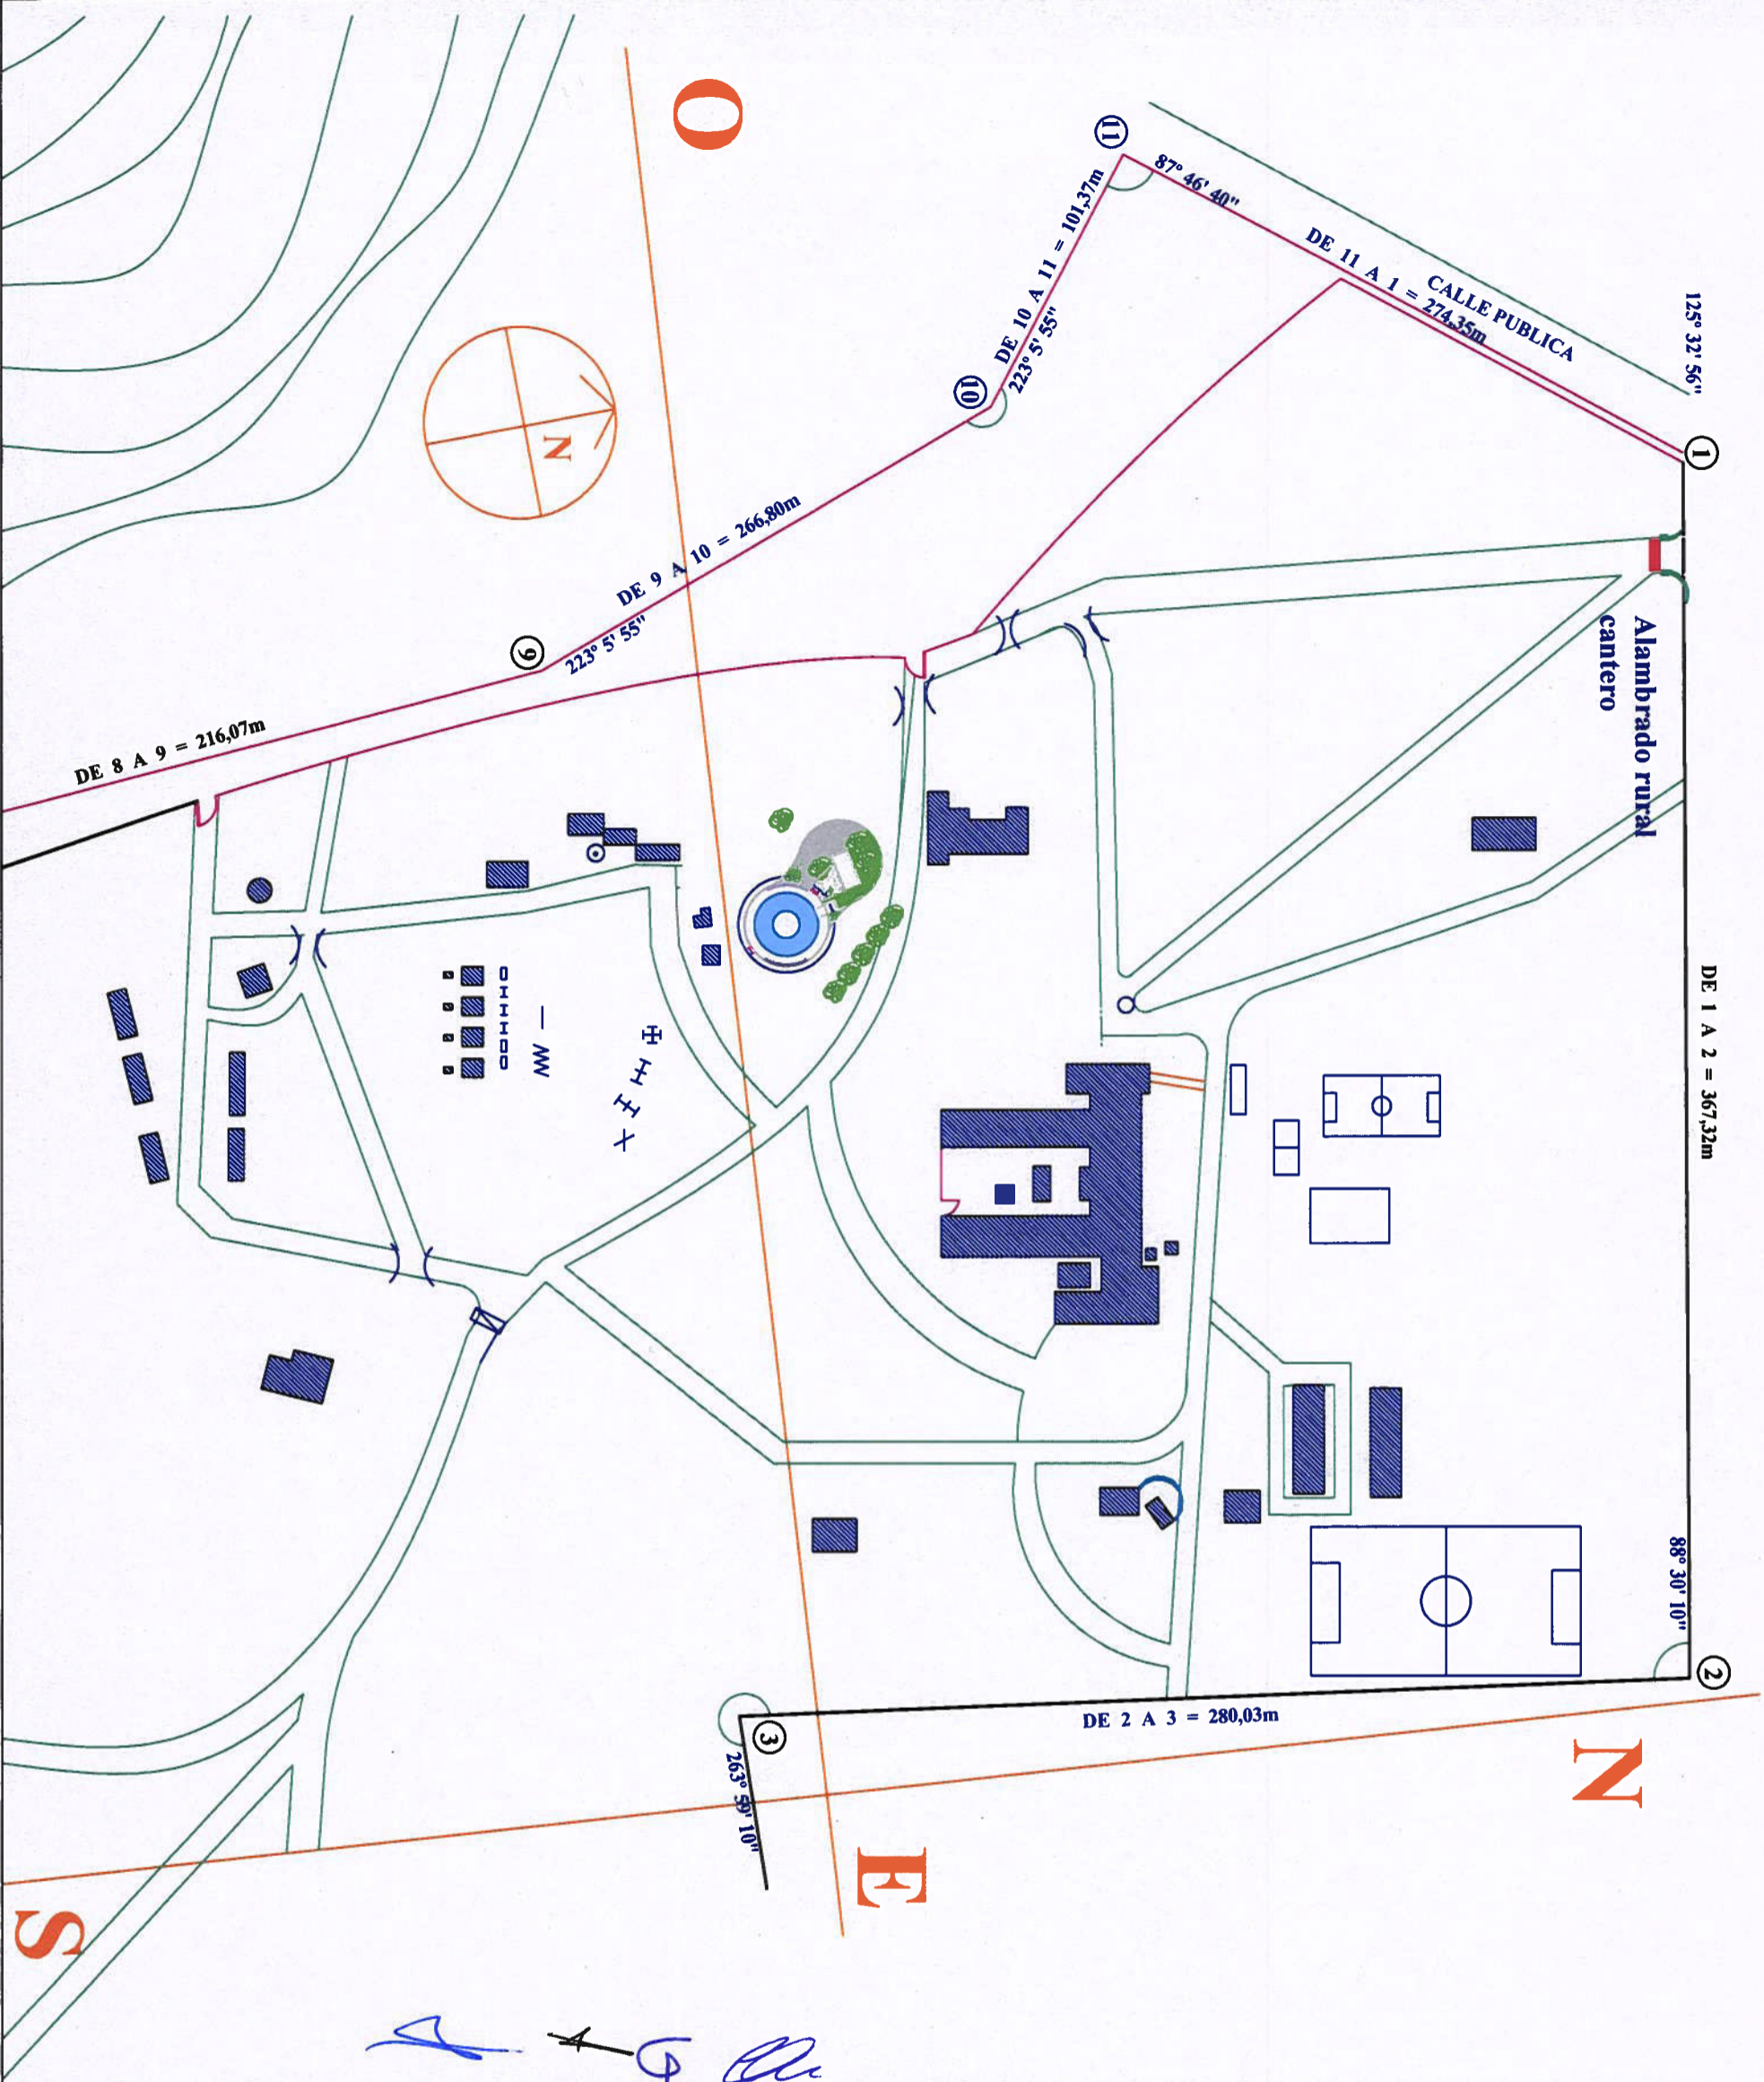 O
11
87° 46' 40"
DE 11 A 1 = 274,35m
CALLE PUBLICA
125° 32' 56"
1
DE 10 A 11 = 101,37m
223° 5' 55"
10
N
DE 9 A 10 = 266,80m
223° 5' 55"
9
DE 8 A 9 = 216,07m
Alambrado rural
cantero
DE 1 A 2 = 367,32m
88° 30' 10"
2
DE 2 A 3 = 280,03m
3
263° 59' 10"
N
E
S